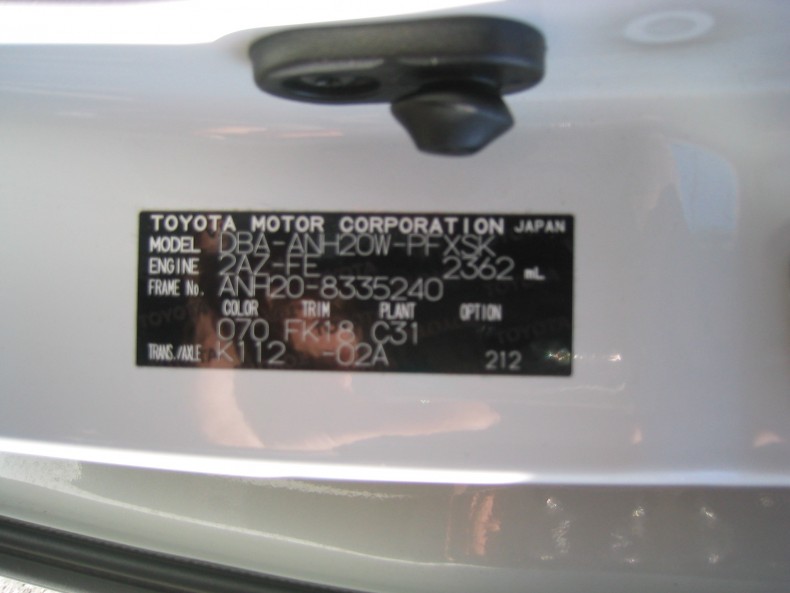 TOYOTA MOTOR CORPORATION JAPAN
MODEL DBA-ANH20W-PFXSK
ENGINE 2AZ-FE 2362 mL
FRAME No. ANH20-8335240
COLOR TRIM PLANT OPTION
070 FK18 C31
TRANS./AXLE K112 -02A 212